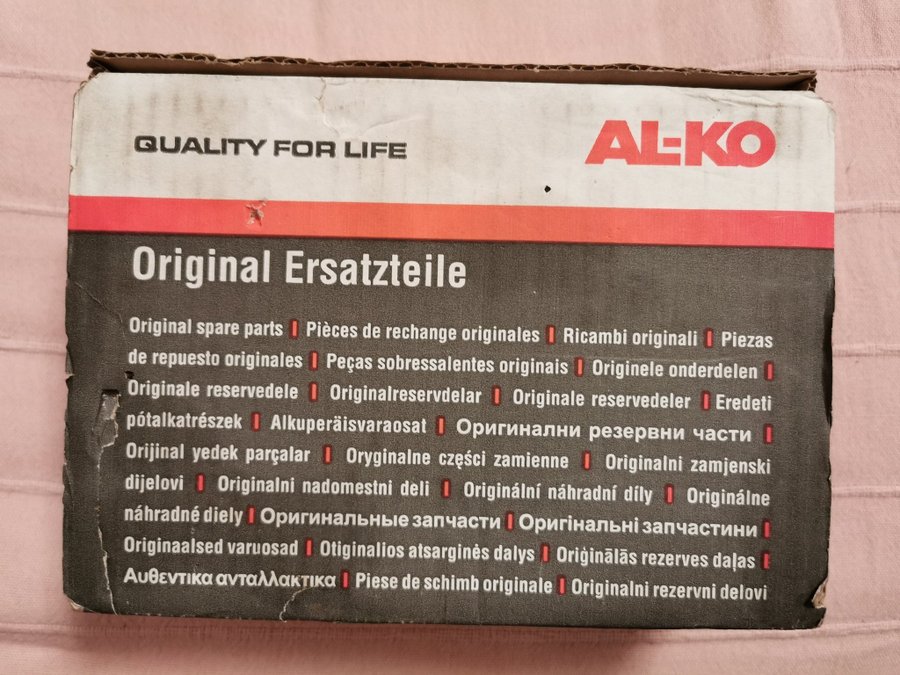 QUALITY FOR LIFE
AL-KO
Original Ersatzteile
Original spare parts | Pièces de rechange originales | Ricambi originali | Piezas
de repuesto originales | Peças sobressalentes originais | Originele onderdelen |
Originale reservedele | Originalreservdelar | Originale reservedeler | Eredeti
pótalkatrészek | Alkuperäisvaraosat | Оригинални резервни части |
Orijinal yedek parçalar | Oryginalne części zamienne | Originalni zamjenski
dijelovi | Originalni nadomestni deli | Originální náhradní díly | Originálne
náhradné diely | Оригинальные запчасти | Оригінальні запчастини |
Originaalsed varuosad | Otiginalios atsarginės dalys | Oriģinālās rezerves daļas |
Αυθεντικα ανταλλακτικα | Piese de schimb originale | Originalni rezervni delovi